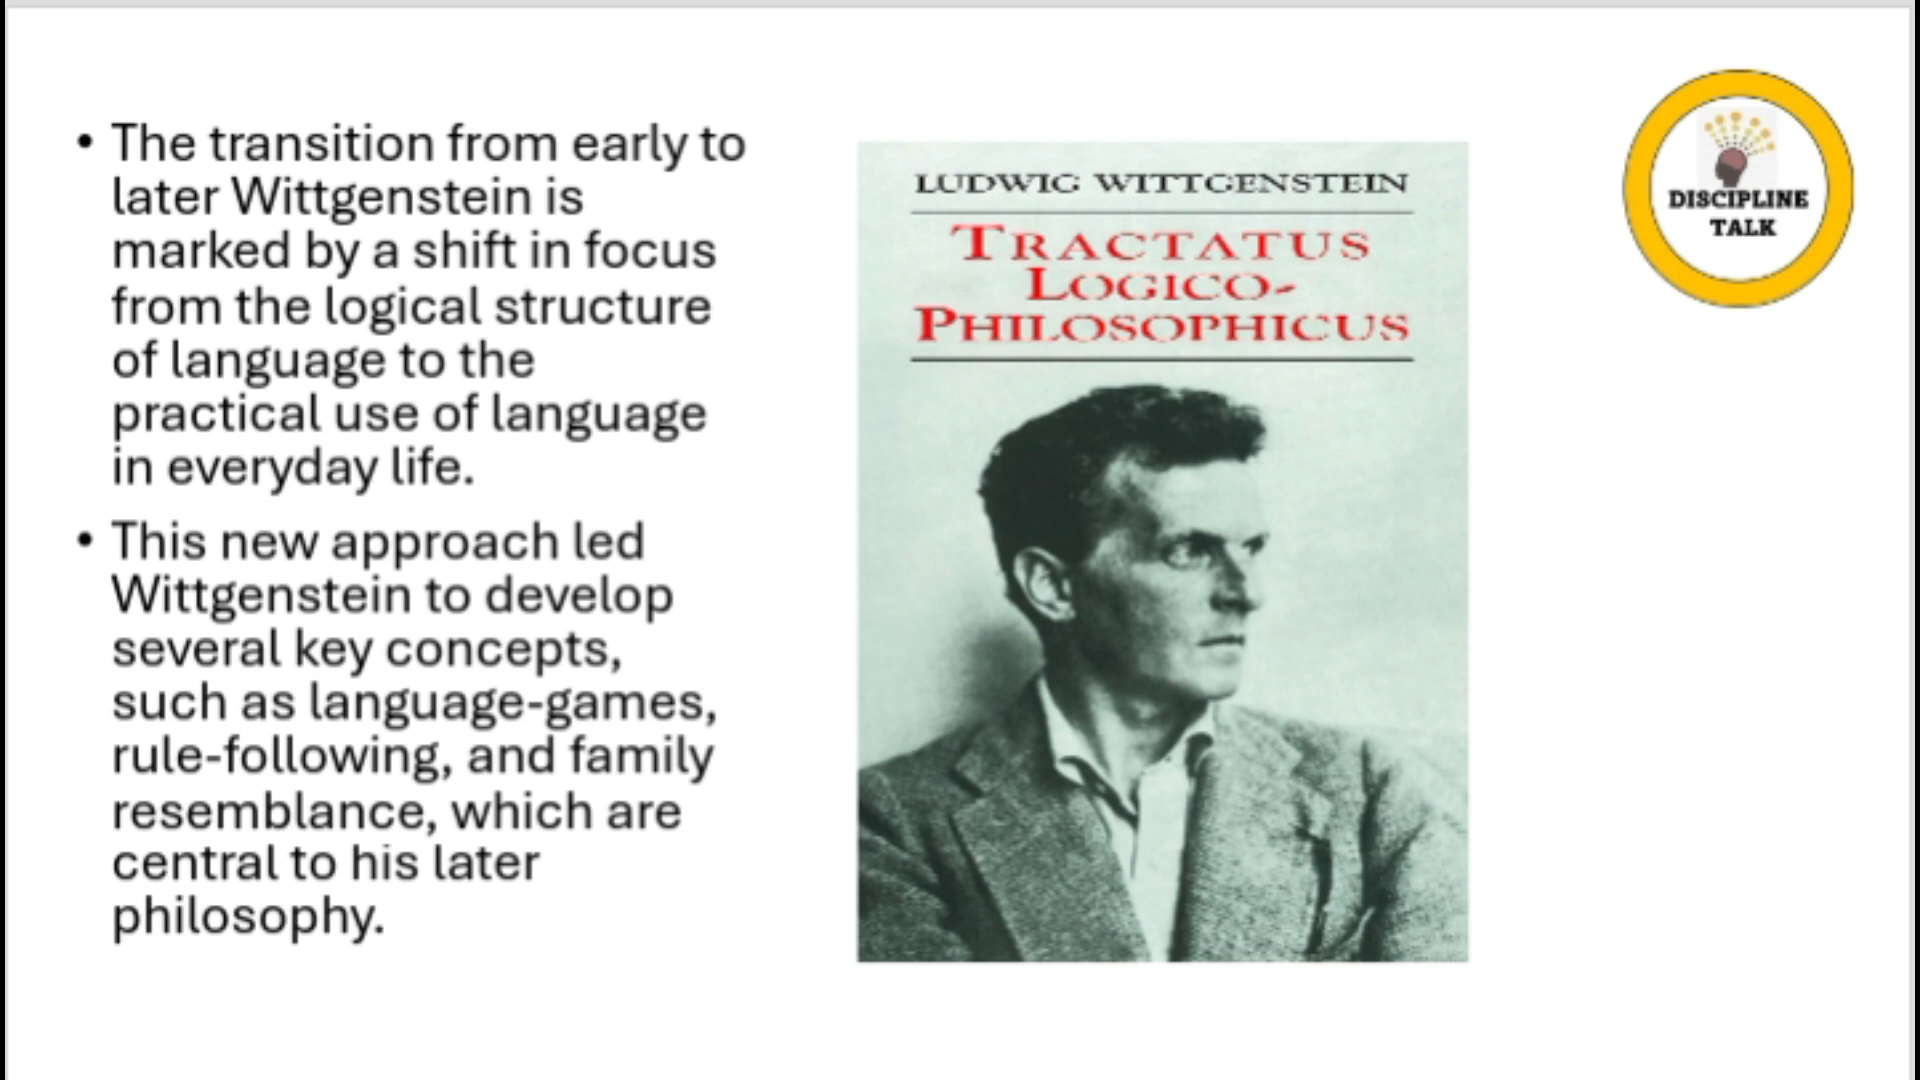 • The transition from early to
later Wittgenstein is
marked by a shift in focus
from the logical structure
of language to the
practical use of language
in everyday life.
• This new approach led
Wittgenstein to develop
several key concepts,
such as language-games,
rule-following, and family
resemblance, which are
central to his later
philosophy.
LUDWIG WITTGENSTEIN
TRACTATUS
LOGICO-
PHILOSOPHICUS
DISCIPLINE
TALK